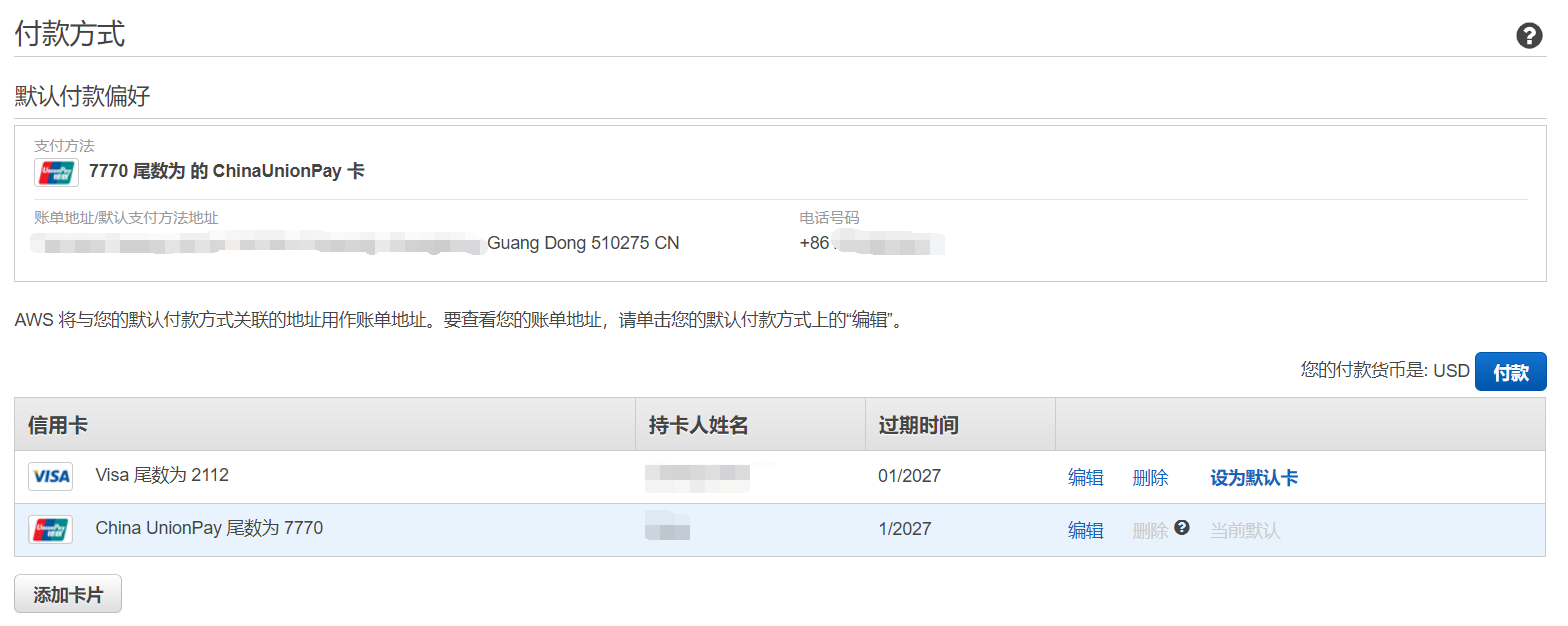 付款方式
?
默认付款偏好
支付方法
UnionPay 银联 7770 尾数为 的 ChinaUnionPay 卡
账单地址/默认支付方法地址 电话号码
Guang Dong 510275 CN +86
AWS 将与您的默认付款方式关联的地址用作账单地址。要查看您的账单地址，请单击您的默认付款方式上的“编辑”。
您的付款货币是: USD 付款
信用卡 持卡人姓名 过期时间
VISA Visa 尾数为 2112 01/2027 编辑 删除 设为默认卡
UnionPay 银联 China UnionPay 尾数为 7770 1/2027 编辑 删除 ? 当前默认
添加卡片